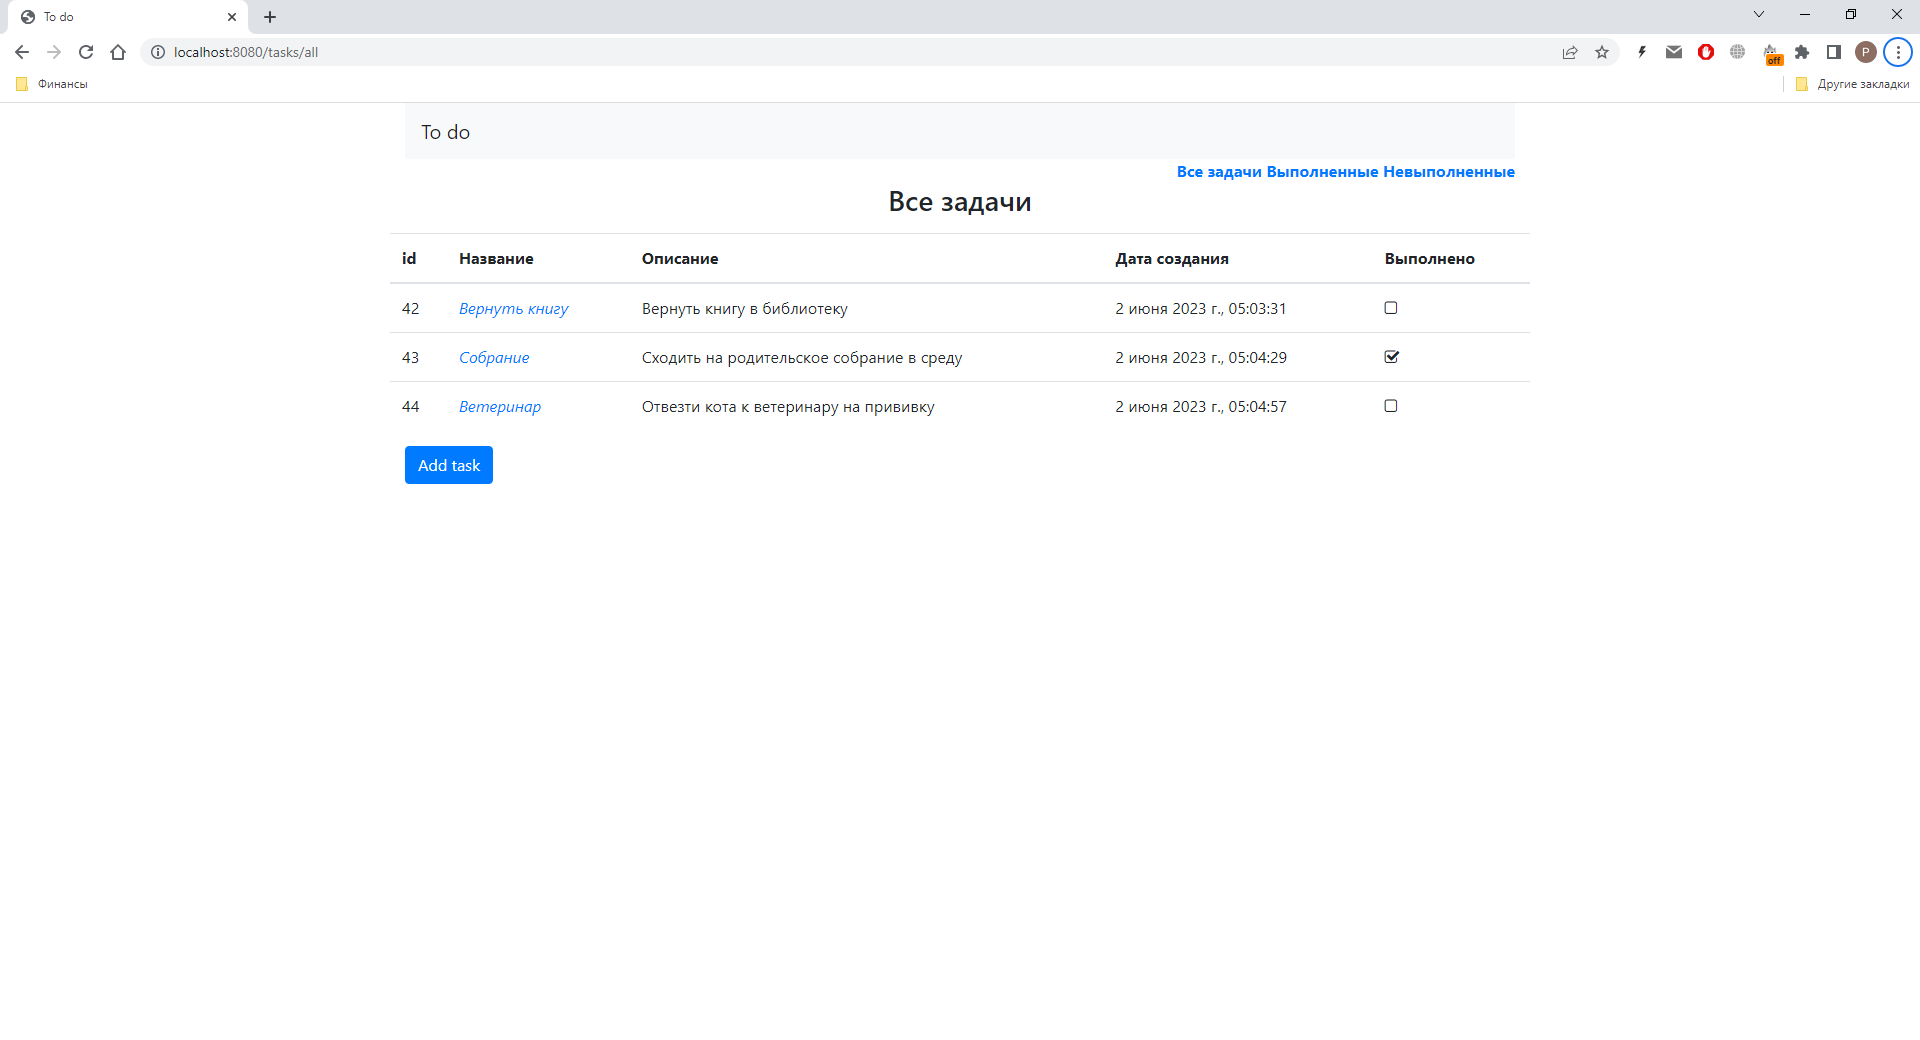 To do
localhost:8080/tasks/all
off
P
Финансы
Другие закладки
To do
Все задачи Выполненные Невыполненные
Все задачи
id Название Описание Дата создания Выполнено
42 Вернуть книгу Вернуть книгу в библиотеку 2 июня 2023 г., 05:03:31
43 Собрание Сходить на родительское собрание в среду 2 июня 2023 г., 05:04:29
44 Ветеринар Отвезти кота к ветеринару на прививку 2 июня 2023 г., 05:04:57
Add task